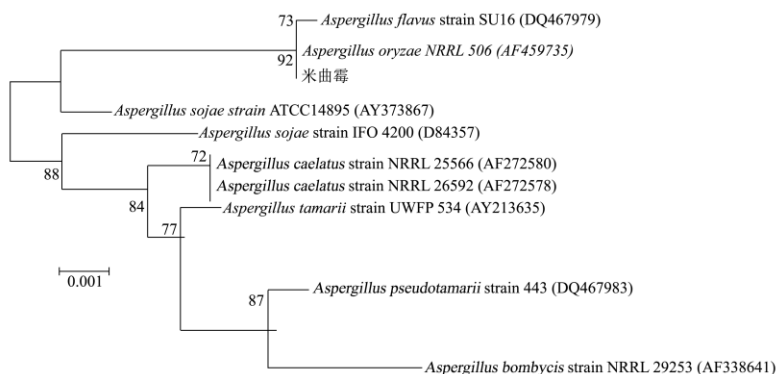 73
Aspergillus flavus strain SU16 (DQ467979)
Aspergillus oryzae NRRL 506 (AF459735)
92
米曲霉
Aspergillus sojae strain ATCC14895 (AY373867)
Aspergillus sojae strain IFO 4200 (D84357)
88
72
Aspergillus caelatus strain NRRL 25566 (AF272580)
Aspergillus caelatus strain NRRL 26592 (AF272578)
84
Aspergillus tamarii strain UWFP 534 (AY213635)
77
0.001
Aspergillus pseudotamarii strain 443 (DQ467983)
87
Aspergillus bombycis strain NRRL 29253 (AF338641)